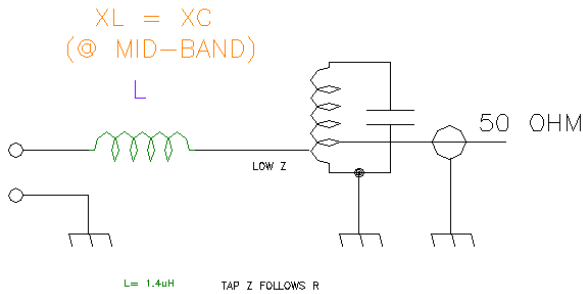 XL = XC
(@ MID-BAND)
L
50 OHM
LOW Z
L= 1.4uH
TAP Z FOLLOWS R